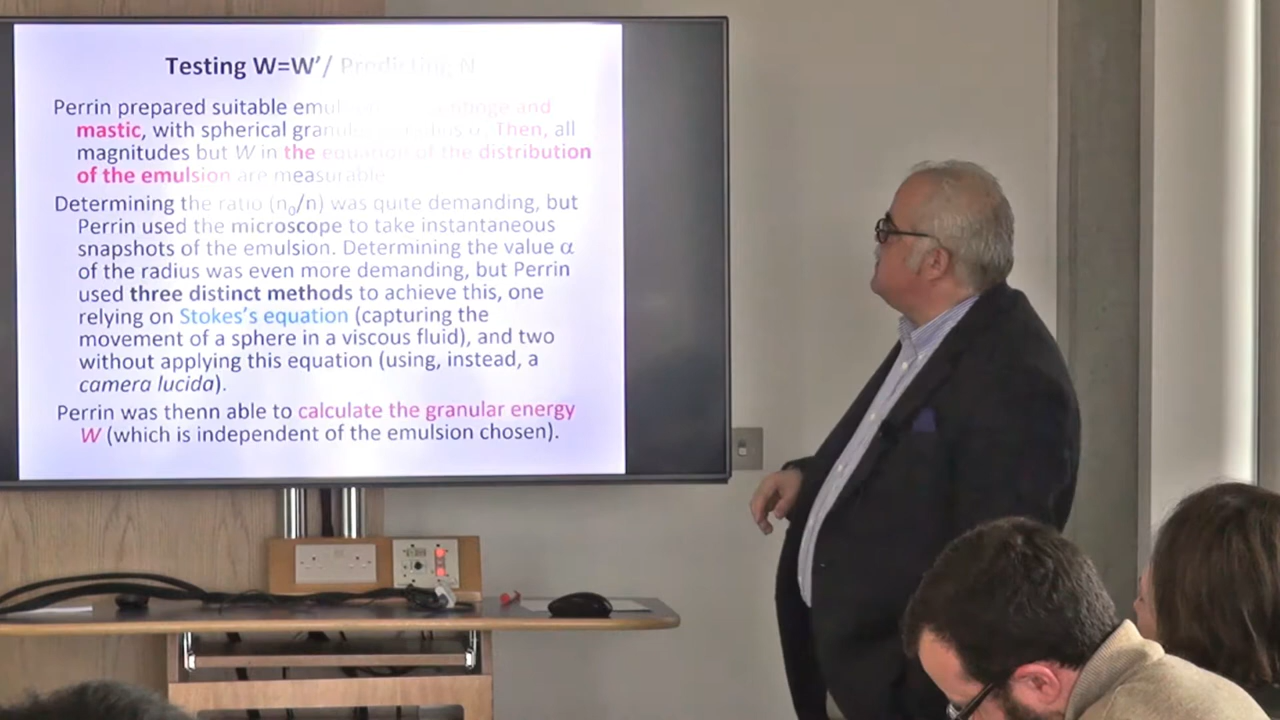 Testing W=W’/ Predicting N
Perrin prepared suitable and
mastic, with spherical Then, all
magnitudes but W in the equation of the distribution
of the emulsion are measurable
Determining the ratio (n0/n) was quite demanding, but
Perrin used the microscope to take instantaneous
snapshots of the emulsion. Determining the value α
of the radius was even more demanding, but Perrin
used three distinct methods to achieve this, one
relying on Stokes’s equation (capturing the
movement of a sphere in a viscous fluid), and two
without applying this equation (using, instead, a
camera lucida).
Perrin was thenn able to calculate the granular energy
W (which is independent of the emulsion chosen).